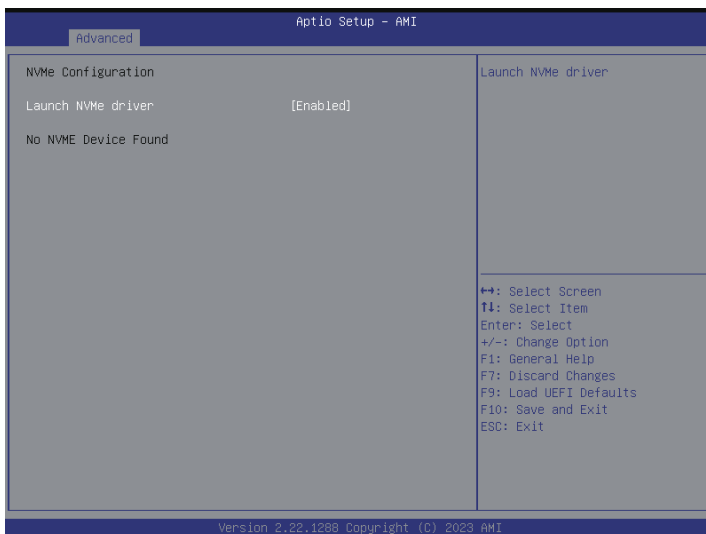 Aptio Setup – AMI
Advanced
NVMe Configuration
Launch NVMe driver [Enabled]
No NVME Device Found
Launch NVMe driver
↔: Select Screen
↑↓: Select Item
Enter: Select
+/-: Change Option
F1: General Help
F7: Discard Changes
F9: Load UEFI Defaults
F10: Save and Exit
ESC: Exit
Version 2.22.1288 Copyright (C) 2023 AMI